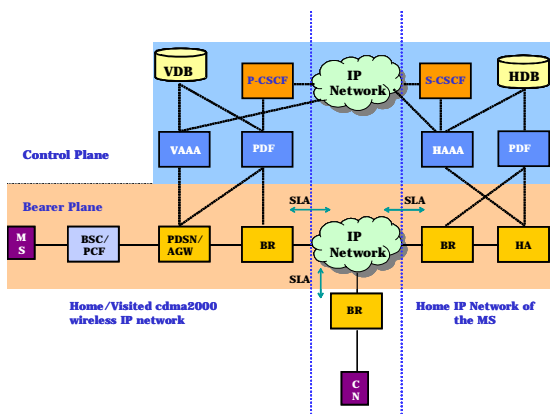 VDB
P-CSCF
IP
Network
S-CSCF
HDB
Control Plane
VAAA
PDF
HAAA
PDF
Bearer Plane
SLA
SLA
M
S
BSC/
PCF
PDSN/
AGW
BR
IP
Network
BR
HA
SLA
Home/Visited cdma2000
wireless IP network
BR
Home IP Network of
the MS
C
N